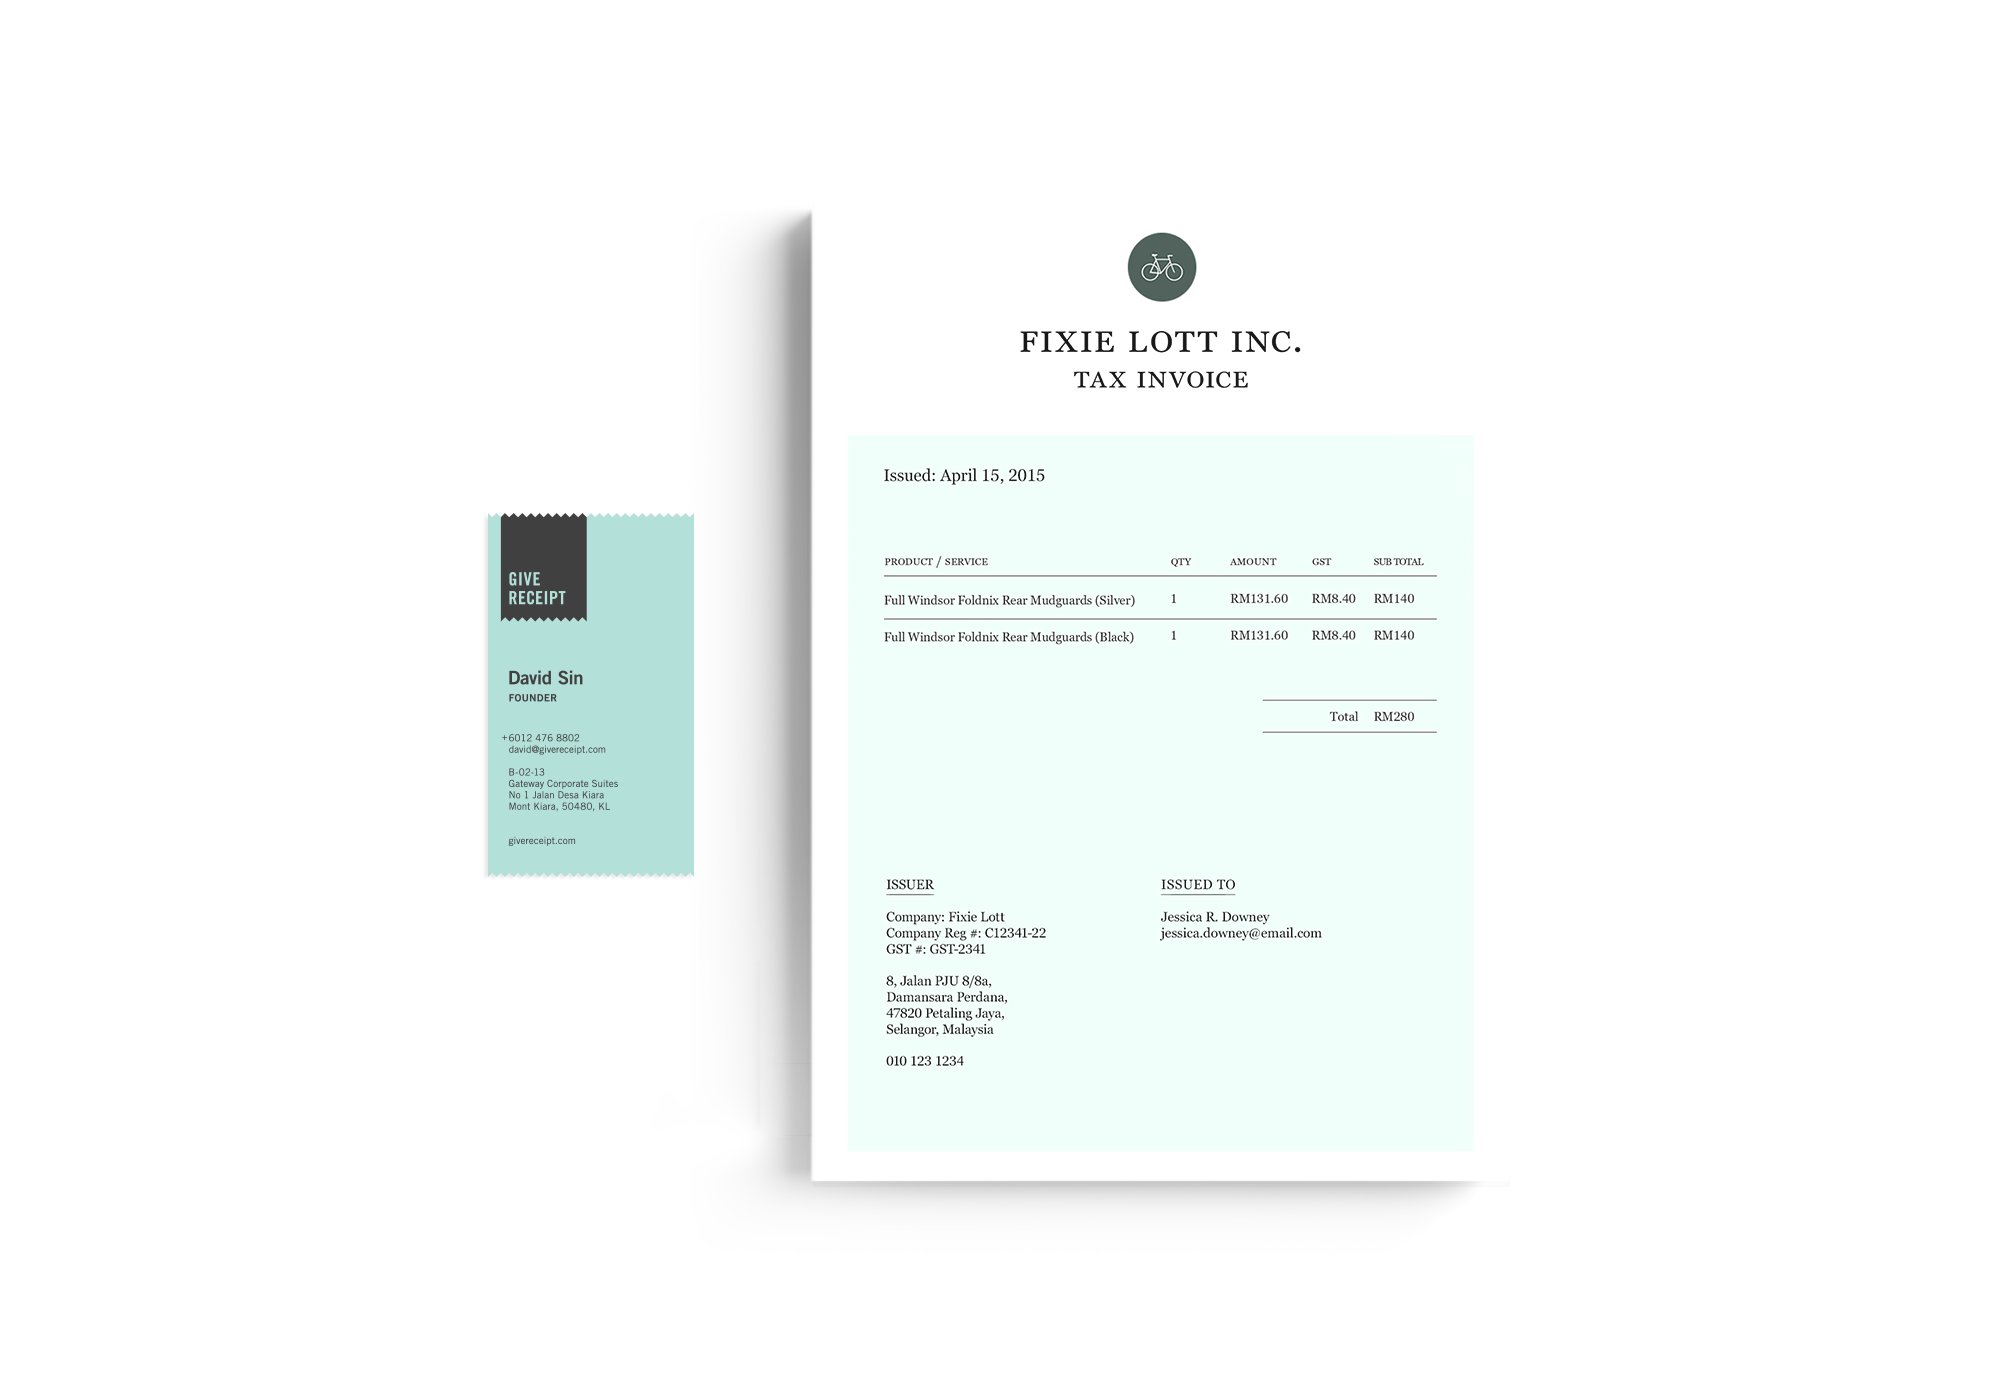 GIVE
RECEIPT
David Sin
FOUNDER
+6012 476 8802
david@givereceipt.com
B-02-13
Gateway Corporate Suites
No 1 Jalan Desa Kiara
Mont Kiara, 50480, KL
givereceipt.com
FIXIE LOTT INC.
TAX INVOICE
Issued: April 15, 2015
PRODUCT / SERVICE QTY AMOUNT GST SUB TOTAL
Full Windsor Foldnix Rear Mudguards (Silver) 1 RM131.60 RM8.40 RM140
Full Windsor Foldnix Rear Mudguards (Black) 1 RM131.60 RM8.40 RM140
Total RM280
ISSUER
Company: Fixie Lott
Company Reg #: C12341-22
GST #: GST-2341
8, Jalan PJU 8/8a,
Damansara Perdana,
47820 Petaling Jaya,
Selangor, Malaysia
010 123 1234
ISSUED TO
Jessica R. Downey
jessica.downey@email.com